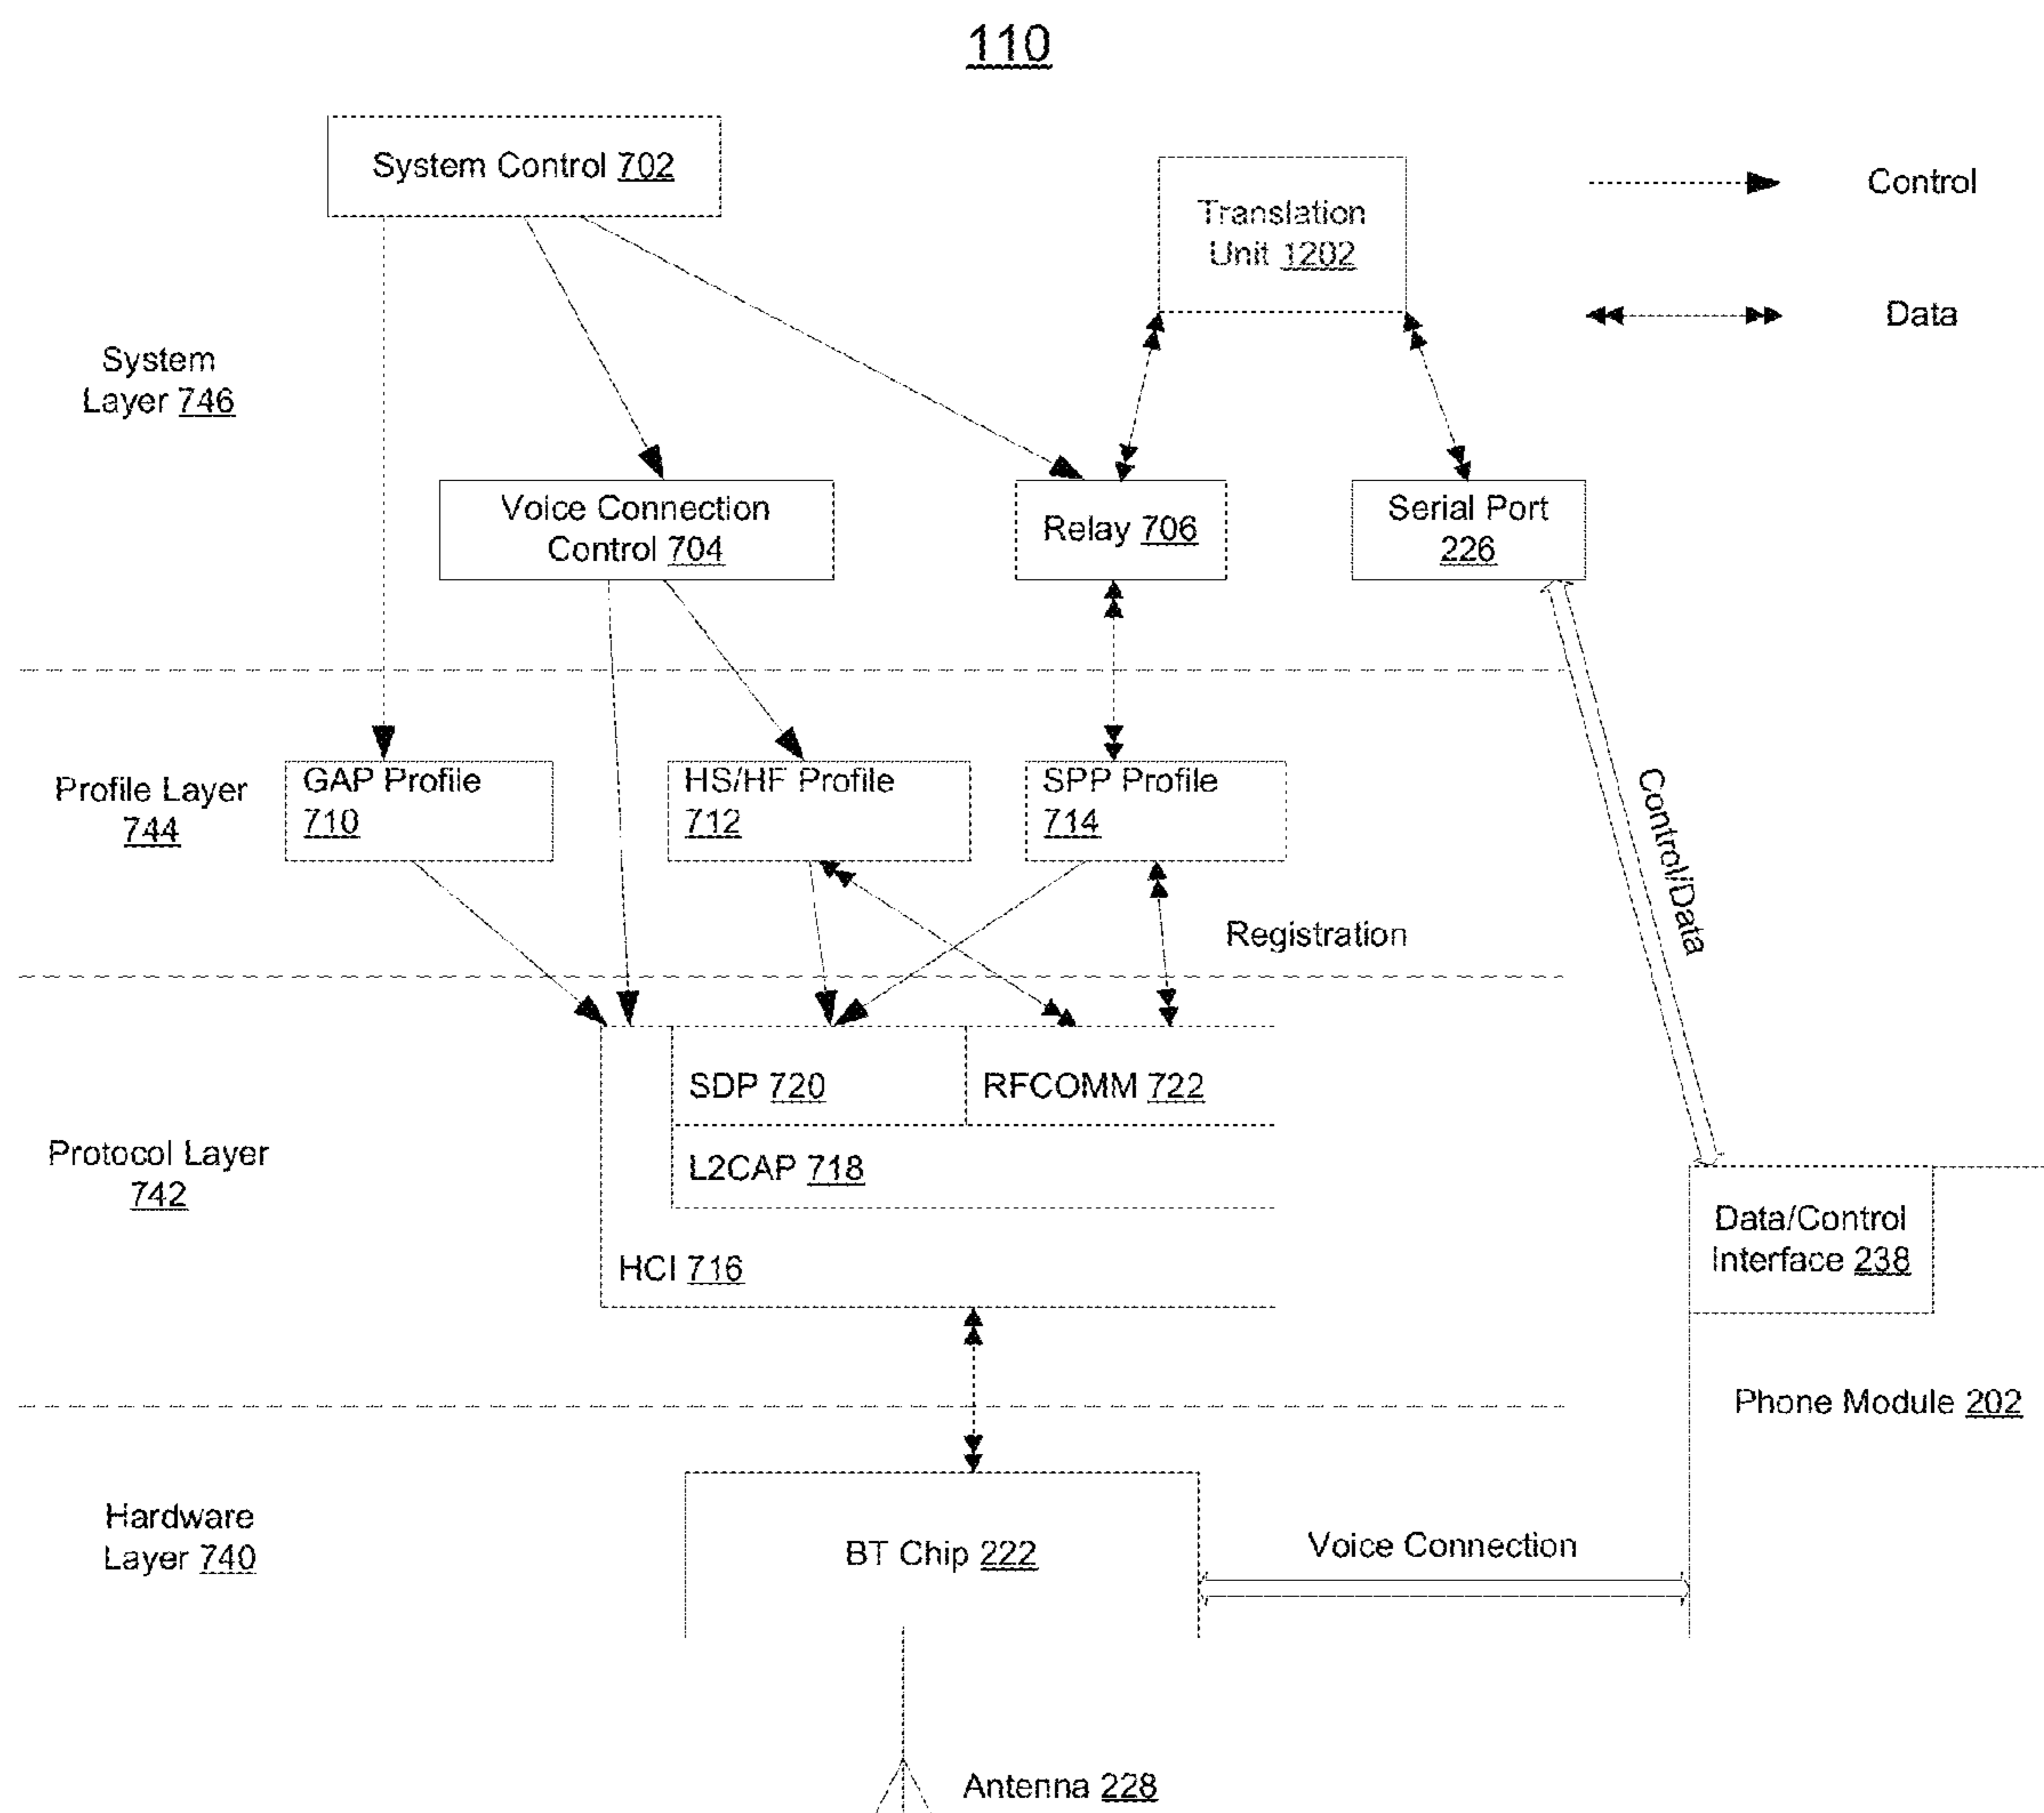 110
System Control 702
Translation
Unit 1202
Control
Data
System
Layer 746
Voice Connection
Control 704
Relay 706
Serial Port
226
Profile Layer
744
GAP Profile
710
HS/HF Profile
712
SPP Profile
714
Control/Data
Registration
Protocol Layer
742
SDP 720
RFCOMM 722
L2CAP 718
HCI 716
Data/Control
Interface 238
Phone Module 202
Hardware
Layer 740
BT Chip 222
Voice Connection
Antenna 228